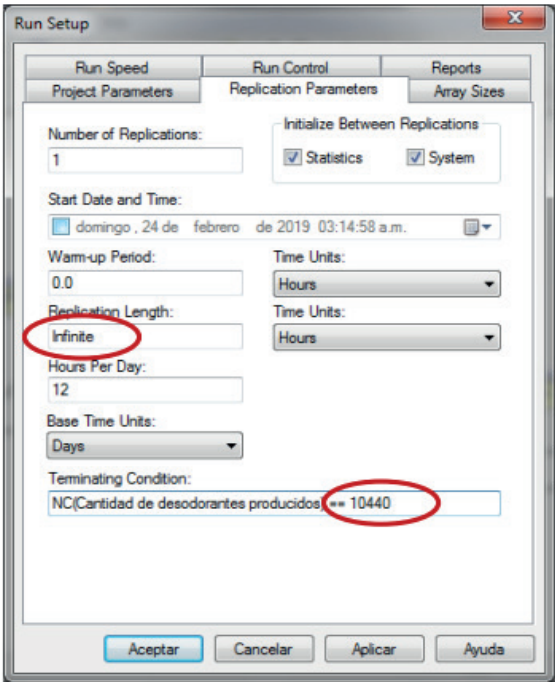 Run Setup
Run Speed Run Control Reports
Project Parameters Replication Parameters Array Sizes
Number of Replications: Initialize Between Replications
1 Statistics System
Start Date and Time:
domingo , 24 de febrero de 2019 03:14:58 a.m.
Warm-up Period: Time Units:
0.0 Hours
Replication Length: Time Units:
Infinite Hours
Hours Per Day:
12
Base Time Units:
Days
Terminating Condition:
NC(Cantidad de desodorantes producidos) == 10440
Aceptar Cancelar Aplicar Ayuda